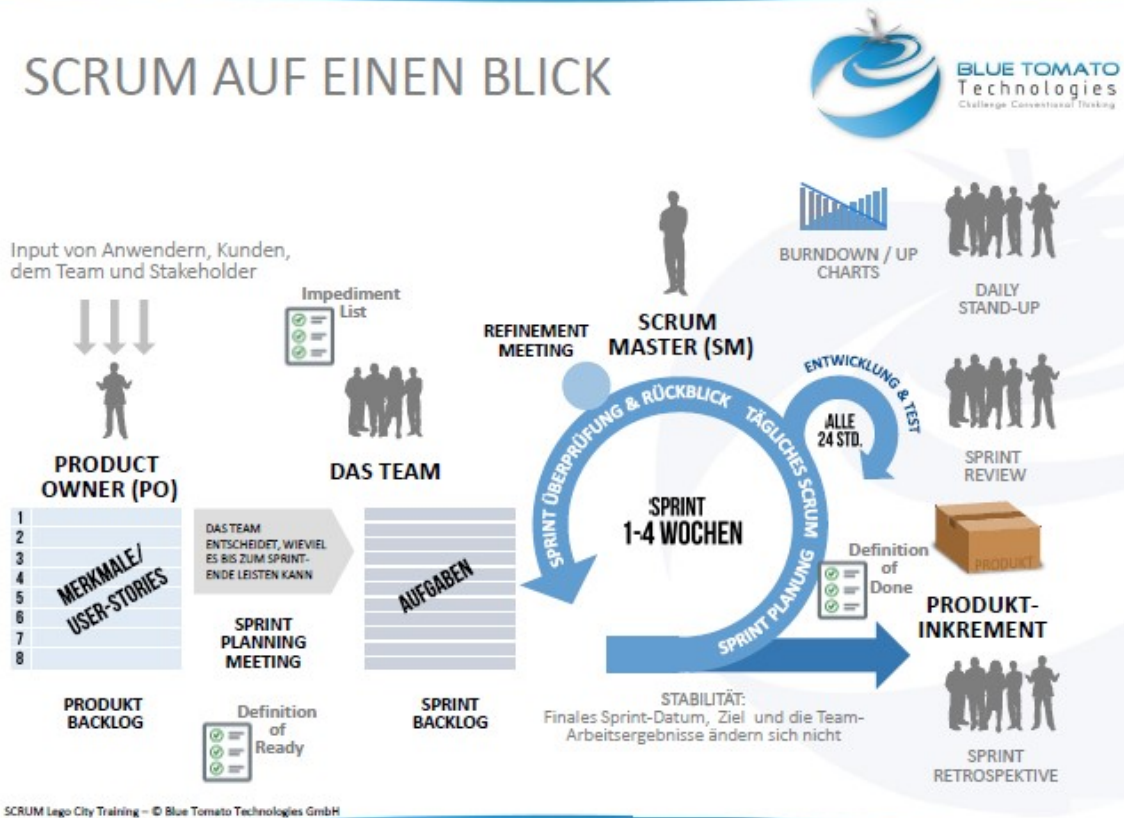 SCRUM AUF EINEN BLICK
BLUE TOMATO
Technologies
Challenge Conventional Thinking
Input von Anwendern, Kunden,
dem Team und Stakeholder
Impediment
List
PRODUCT
OWNER (PO)
DAS TEAM
REFINEMENT
MEETING
SCRUM
MASTER (SM)
BURNDOWN / UP
CHARTS
DAILY
STAND-UP
1
2
3
4
5
6
7
8
MERKMALE/
USER-STORIES
DAS TEAM
ENTSCHEIDET, WIEVIEL
ES BIS ZUM SPRINT-
ENDE LEISTEN KANN
SPRINT
PLANNING
MEETING
AUFGABEN
PRODUKT
BACKLOG
Definition
of
Ready
SPRINT
BACKLOG
SPRINT ÜBERPRÜFUNG & RÜCKBLICK
TÄGLICHES SCRUM
SPRINT PLANUNG
SPRINT
1-4 WOCHEN
ENTWICKLUNG & TEST
ALLE
24 STD.
SPRINT
REVIEW
Definition
of
Done
PRODUKT
PRODUKT-
INKREMENT
STABILITÄT:
Finales Sprint-Datum, Ziel und die Team-
Arbeitsergebnisse ändern sich nicht
SPRINT
RETROSPEKTIVE
SCRUM Lego City Training – © Blue Tomato Technologies GmbH